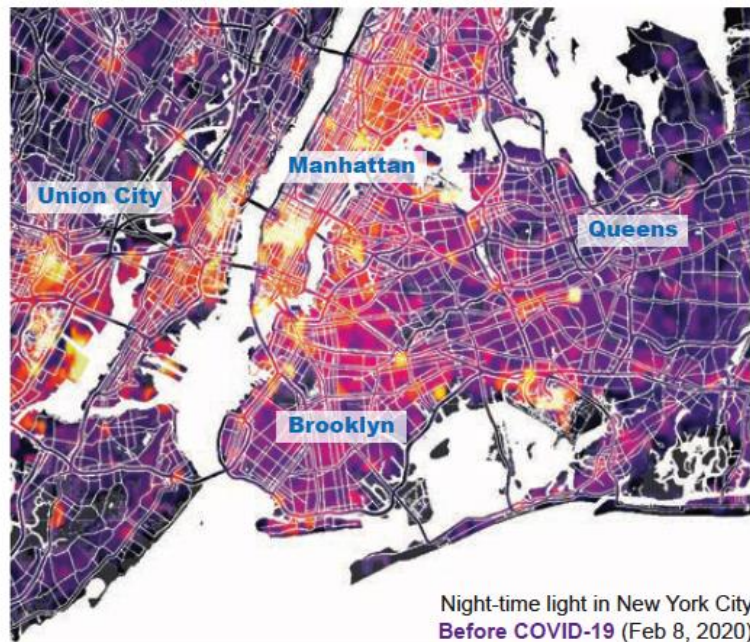 Manhattan
Union City
Queens
Brooklyn
Night-time light in New York City
Before COVID-19 (Feb 8, 2020)